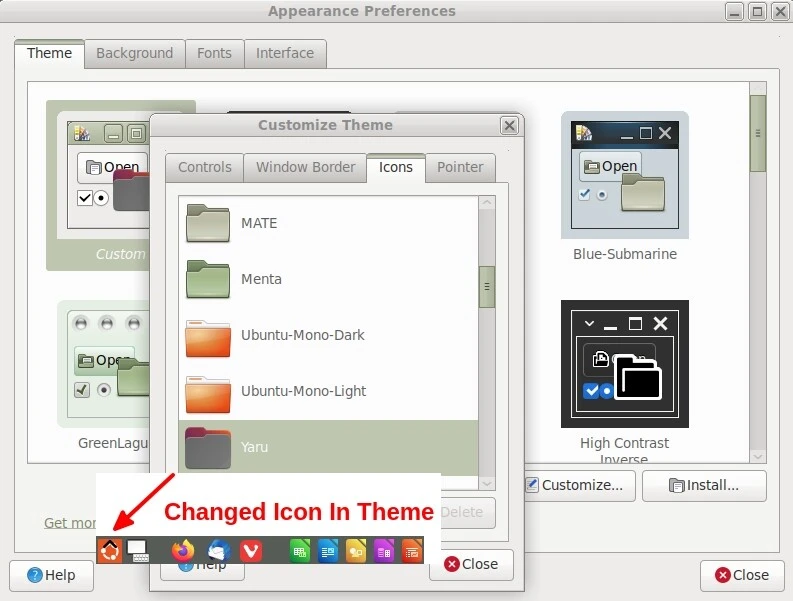 Appearance Preferences
Theme
Background
Fonts
Interface
Customize Theme
Controls
Window Border
Icons
Pointer
Open
Custom
MATE
Menta
Ubuntu-Mono-Dark
Ubuntu-Mono-Light
Yaru
Open
Blue-Submarine
Open
GreenLagu
High Contrast
Inverse
Customize...
Install...
Delete
Get mor
Changed Icon In Theme
Help
Close
Help
Close